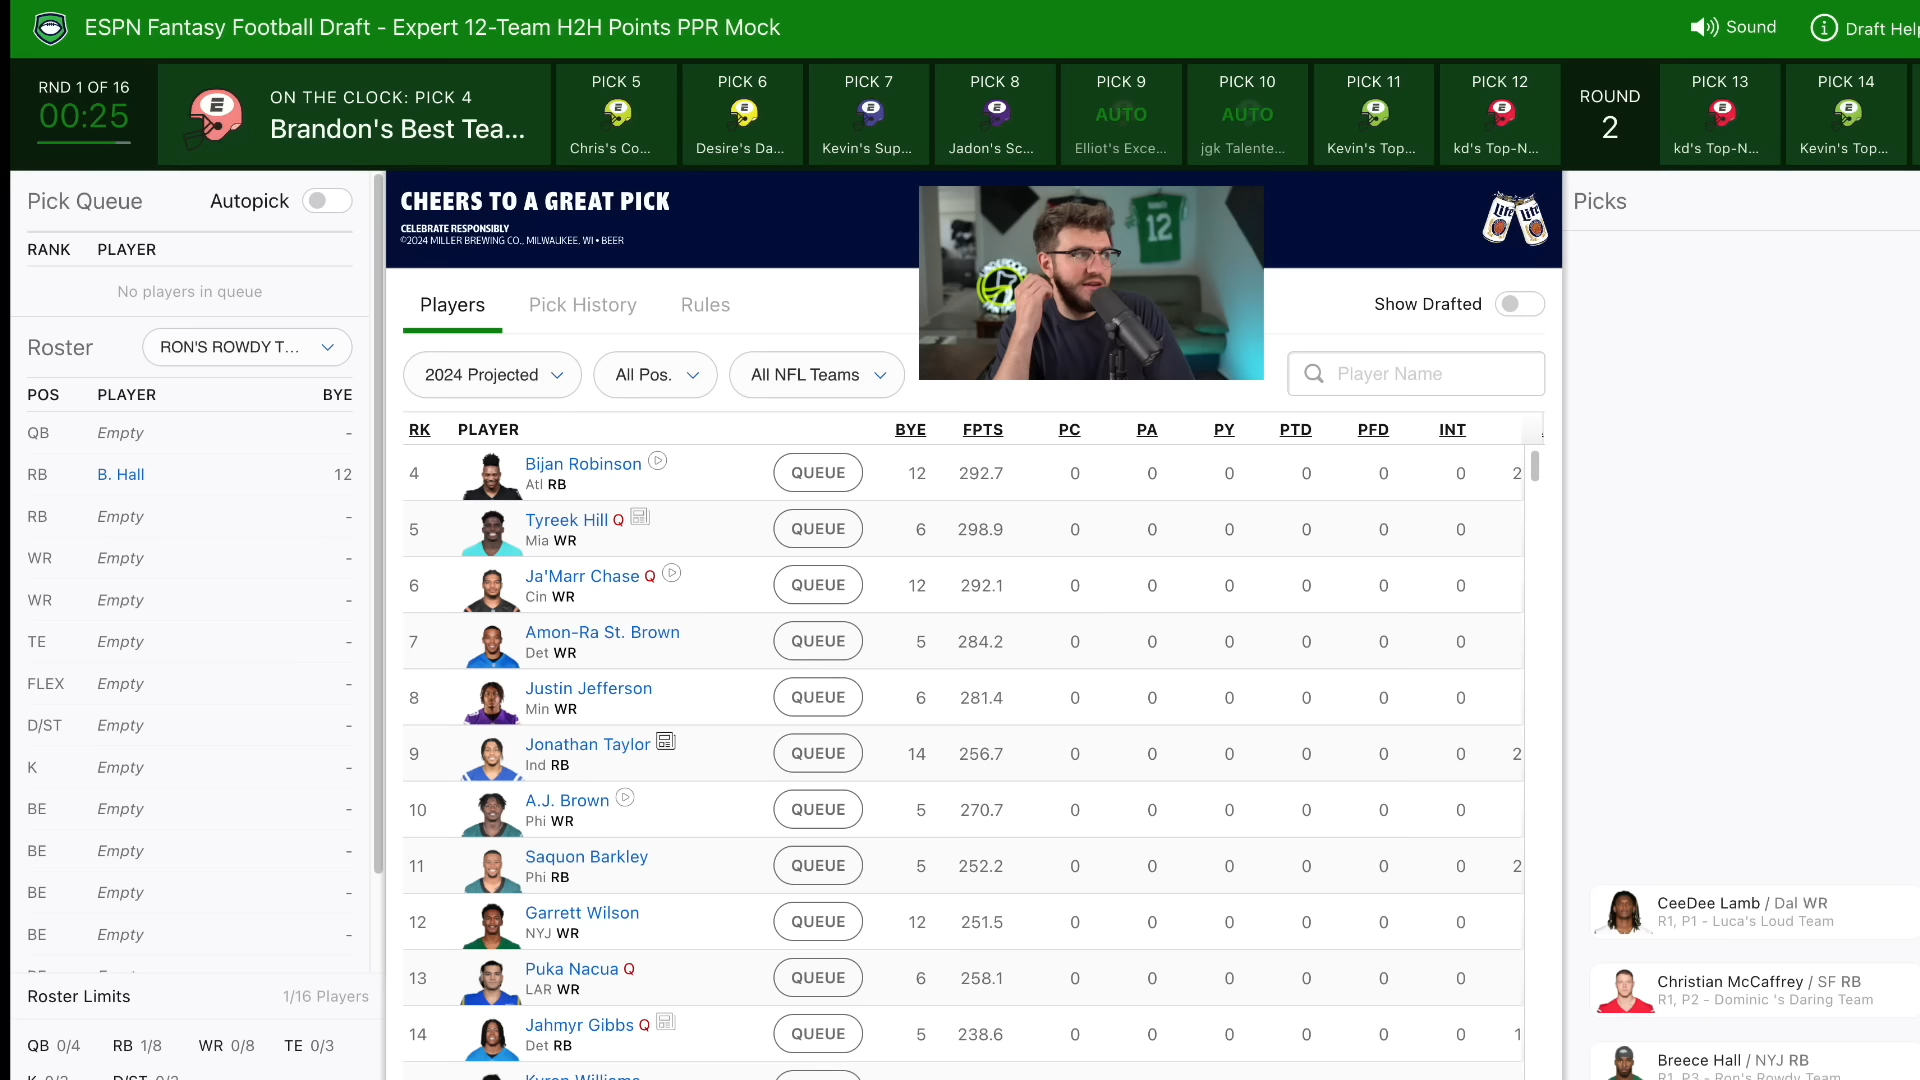 ESPN Fantasy Football Draft - Expert 12-Team H2H Points PPR Mock
Sound
Draft Help
RND 1 OF 16
00:25
ON THE CLOCK: PICK 4
Brandon's Best Tea...
PICK 5
Chris's Co...
PICK 6
Desire's Da...
PICK 7
Kevin's Sup...
PICK 8
Jadon's Sc...
PICK 9
AUTO
Elliot's Exce...
PICK 10
AUTO
jgk Talente...
PICK 11
Kevin's Top...
PICK 12
kd's Top-N...
ROUND
2
PICK 13
kd's Top-N...
PICK 14
Kevin's Top...
Pick Queue
Autopick
RANK PLAYER
No players in queue
Roster
RON'S ROWDY T...
POS PLAYER BYE
QB Empty -
RB B. Hall 12
RB Empty -
WR Empty -
WR Empty -
TE Empty -
FLEX Empty -
D/ST Empty -
K Empty -
BE Empty -
BE Empty -
BE Empty -
BE Empty -
Roster Limits 1/16 Players
QB 0/4 RB 1/8 WR 0/8 TE 0/3
CHEERS TO A GREAT PICK
CELEBRATE RESPONSIBLY
©2024 MILLER BREWING CO., MILWAUKEE, WI • BEER
Lite
Lite
12
Players
Pick History
Rules
Show Drafted
2024 Projected
All Pos.
All NFL Teams
Player Name
RK PLAYER BYE FPTS PC PA PY PTD PFD INT
4 Bijan Robinson QUEUE 12 292.7 0 0 0 0 0 0 2
Atl RB
5 Tyreek Hill Q QUEUE 6 298.9 0 0 0 0 0 0
Mia WR
6 Ja'Marr Chase Q QUEUE 12 292.1 0 0 0 0 0 0
Cin WR
7 Amon-Ra St. Brown QUEUE 5 284.2 0 0 0 0 0 0
Det WR
8 Justin Jefferson QUEUE 6 281.4 0 0 0 0 0 0
Min WR
9 Jonathan Taylor QUEUE 14 256.7 0 0 0 0 0 0 2
Ind RB
10 A.J. Brown QUEUE 5 270.7 0 0 0 0 0 0
Phi WR
11 Saquon Barkley QUEUE 5 252.2 0 0 0 0 0 0 2
Phi RB
12 Garrett Wilson QUEUE 12 251.5 0 0 0 0 0 0
NYJ WR
13 Puka Nacua Q QUEUE 6 258.1 0 0 0 0 0 0
LAR WR
14 Jahmyr Gibbs Q QUEUE 5 238.6 0 0 0 0 0 0 1
Det RB
Kyren Williams
Picks
CeeDee Lamb / Dal WR
R1, P1 - Luca's Loud Team
Christian McCaffrey / SF RB
R1, P2 - Dominic 's Daring Team
Breece Hall / NYJ RB
R1, P3 - Ron's Rowdy Team